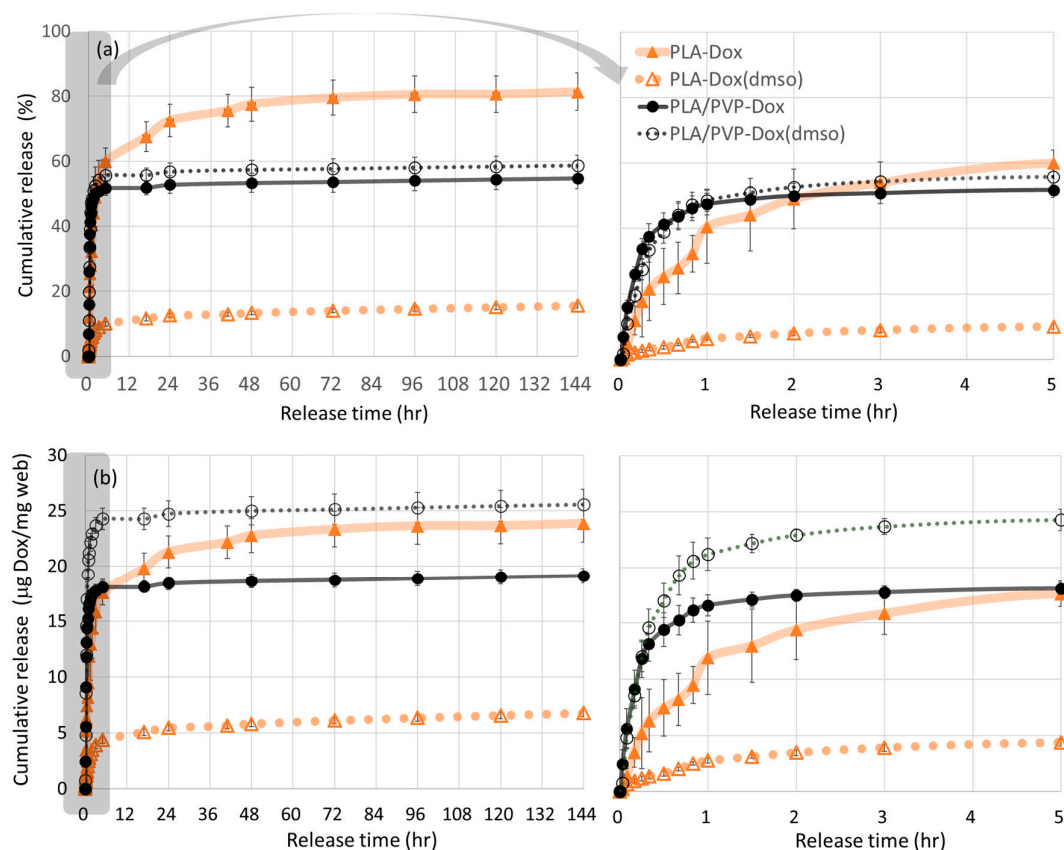 (a)
Cumulative release
(%)
100
80
60
40
20
0
0 12 24 36 48 60 72 84 96 108 120 132 144
Release time (hr)
PLA-Dox
PLA-Dox(dmso)
PLA/PVP-Dox
PLA/PVP-Dox(dmso)
0 1 2 3 4 5
Release time (hr)
(b)
Cumulative release (µg Dox/mg web)
30
25
20
15
10
5
0
0 12 24 36 48 60 72 84 96 108 120 132 144
Release time (hr)
0 1 2 3 4 5
Release time (hr)